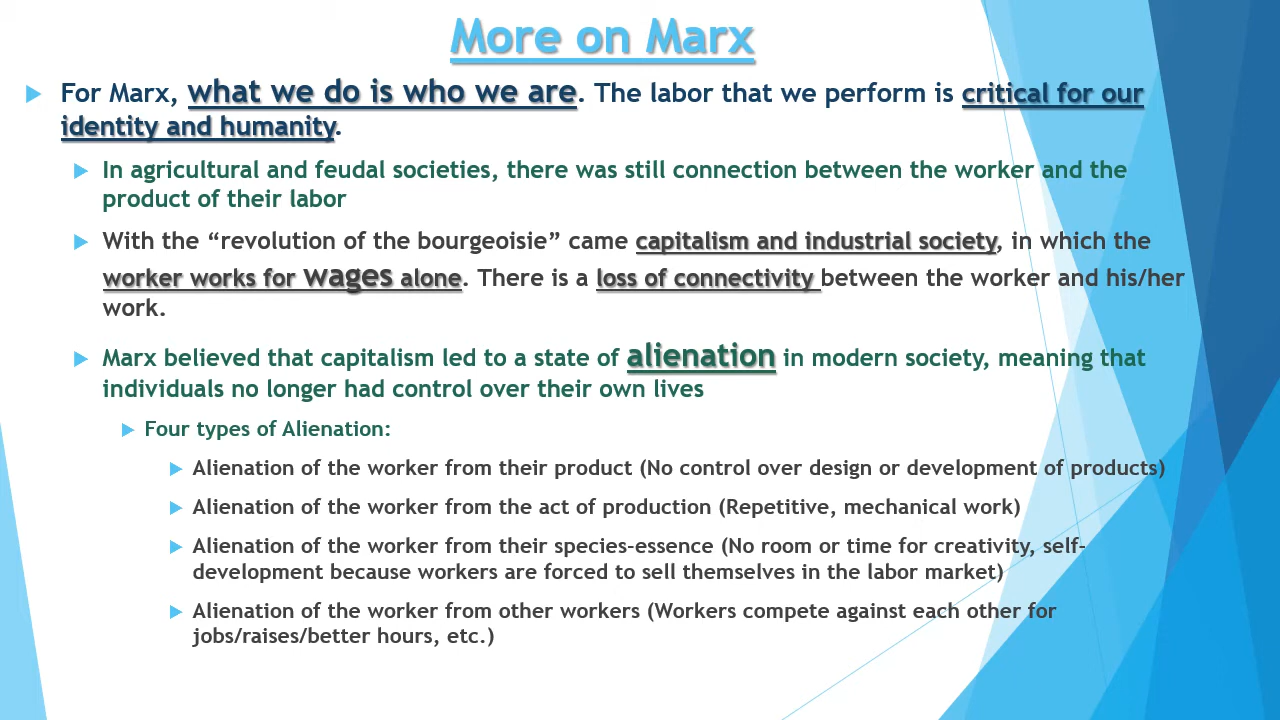 More on Marx
For Marx, what we do is who we are. The labor that we perform is critical for our
identity and humanity.
In agricultural and feudal societies, there was still connection between the worker and the
product of their labor
With the “revolution of the bourgeoisie” came capitalism and industrial society, in which the
worker works for wages alone. There is a loss of connectivity between the worker and his/her
work.
Marx believed that capitalism led to a state of alienation in modern society, meaning that
individuals no longer had control over their own lives
Four types of Alienation:
Alienation of the worker from their product (No control over design or development of products)
Alienation of the worker from the act of production (Repetitive, mechanical work)
Alienation of the worker from their species-essence (No room or time for creativity, self-
development because workers are forced to sell themselves in the labor market)
Alienation of the worker from other workers (Workers compete against each other for
jobs/raises/better hours, etc.)